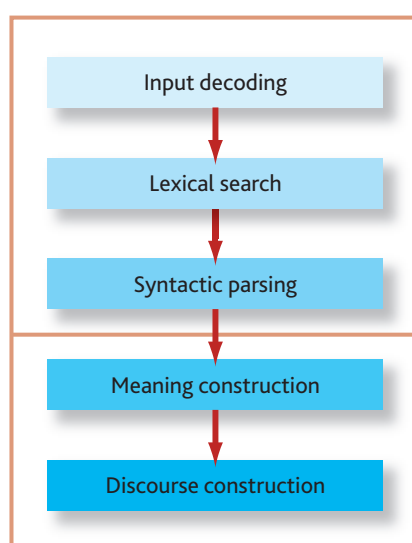 Input decoding
Lexical search
Syntactic parsing
Meaning construction
Discourse construction